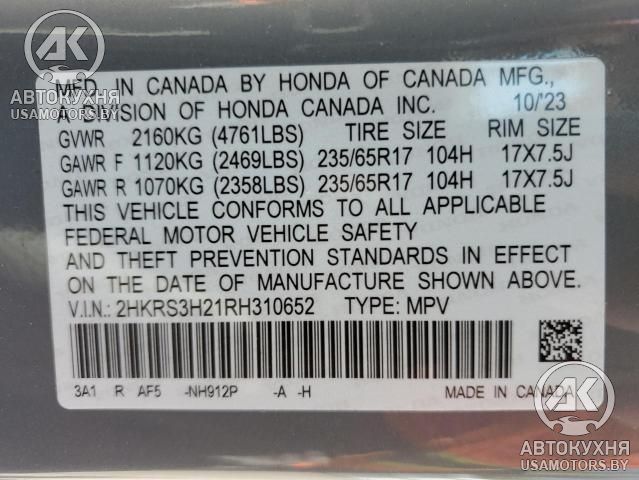 AK
АВТОКУХНЯ
USAMOTORS.BY
MFD. IN CANADA BY HONDA OF CANADA MFG.,
A DIVISION OF HONDA CANADA INC. 10/'23
GVWR 2160KG (4761LBS) TIRE SIZE RIM SIZE
GAWR F 1120KG (2469LBS) 235/65R17 104H 17X7.5J
GAWR R 1070KG (2358LBS) 235/65R17 104H 17X7.5J
THIS VEHICLE CONFORMS TO ALL APPLICABLE
FEDERAL MOTOR VEHICLE SAFETY
AND THEFT PREVENTION STANDARDS IN EFFECT
ON THE DATE OF MANUFACTURE SHOWN ABOVE.
V.I.N.: 2HKRS3H21RH310652 TYPE: MPV
3A1 R AF5 -NH912P -A -H MADE IN CANADA
AK
АВТОКУХНЯ
USAMOTORS.BY